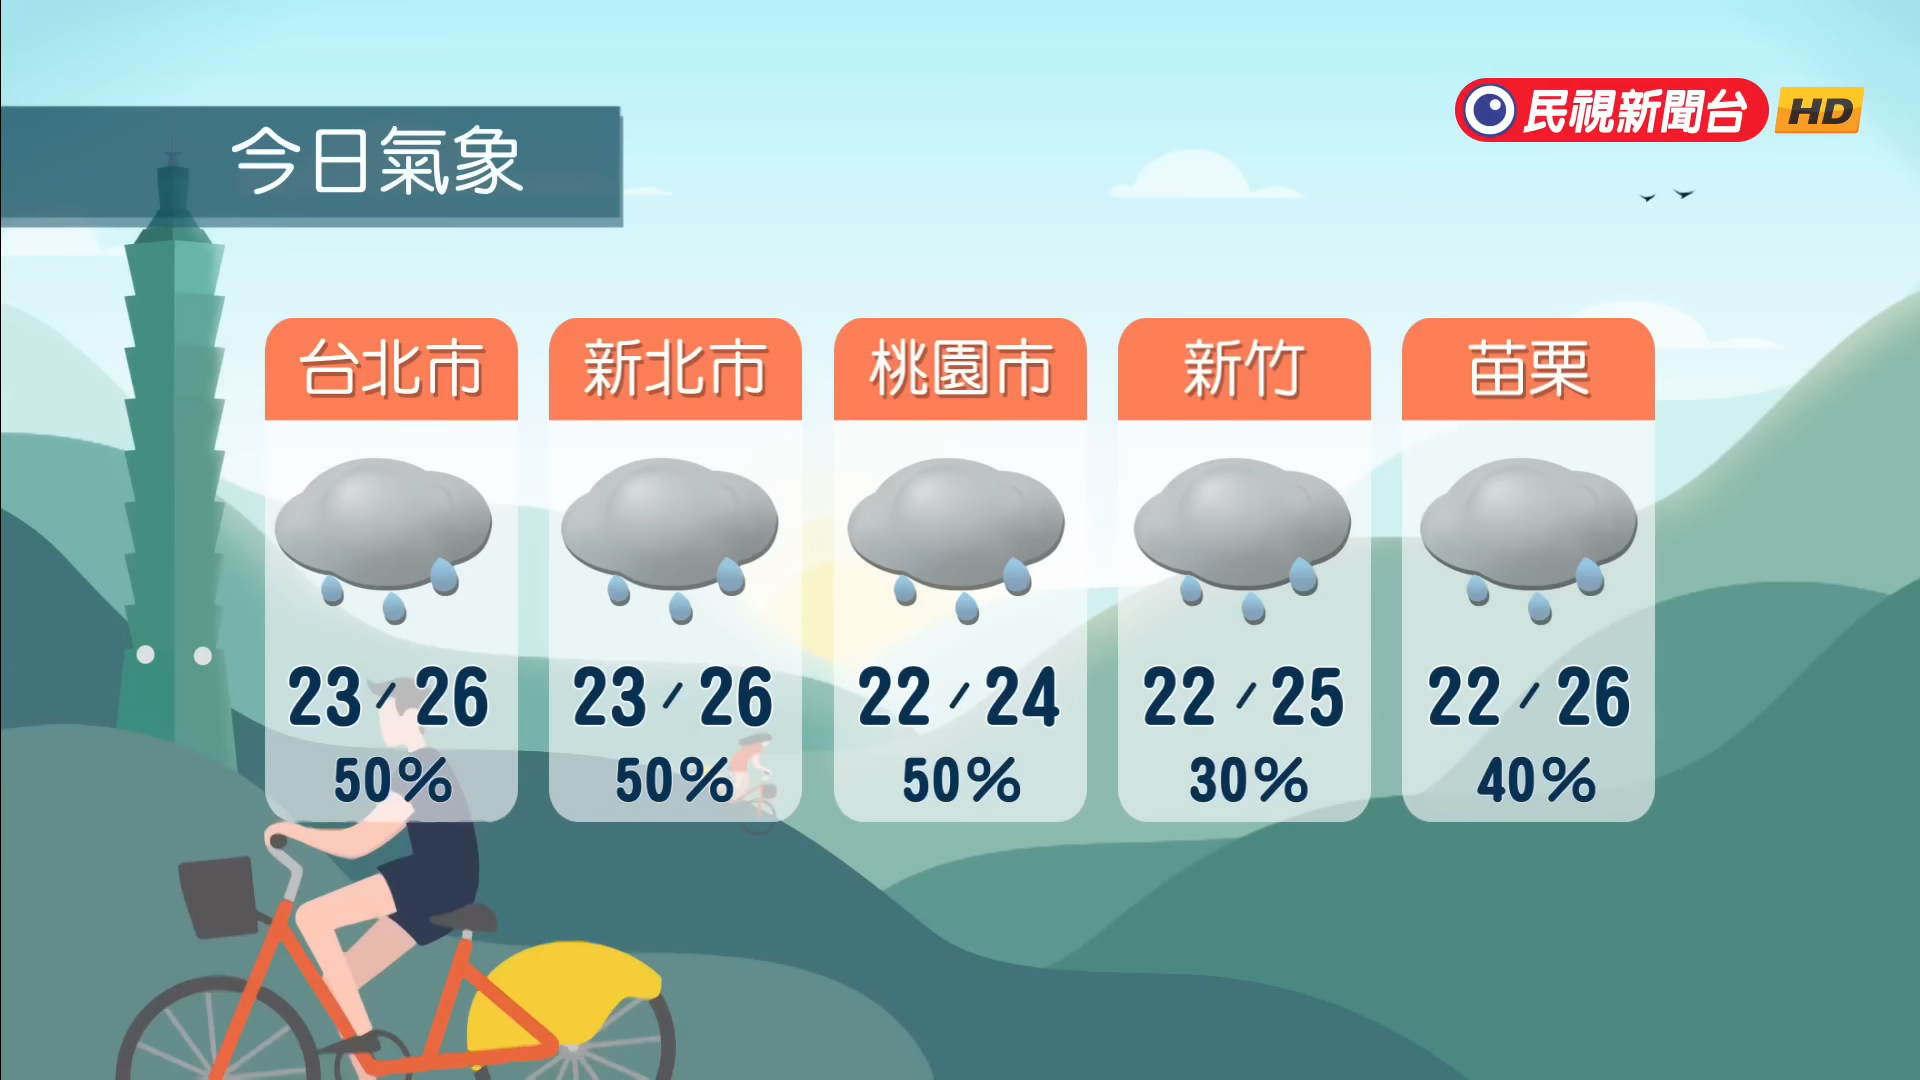 民視新聞台 HD
今日氣象
台北市 新北市 桃園市 新竹 苗栗
23/26 23/26 22/24 22/25 22/26
50% 50% 50% 30% 40%